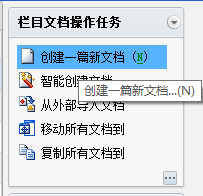 栏目文档操作任务
创建一篇新文档 (N)
智能创建文档
创建一篇新文档...(N)
从外部导入文档
移动所有文档到
复制所有文档到
...